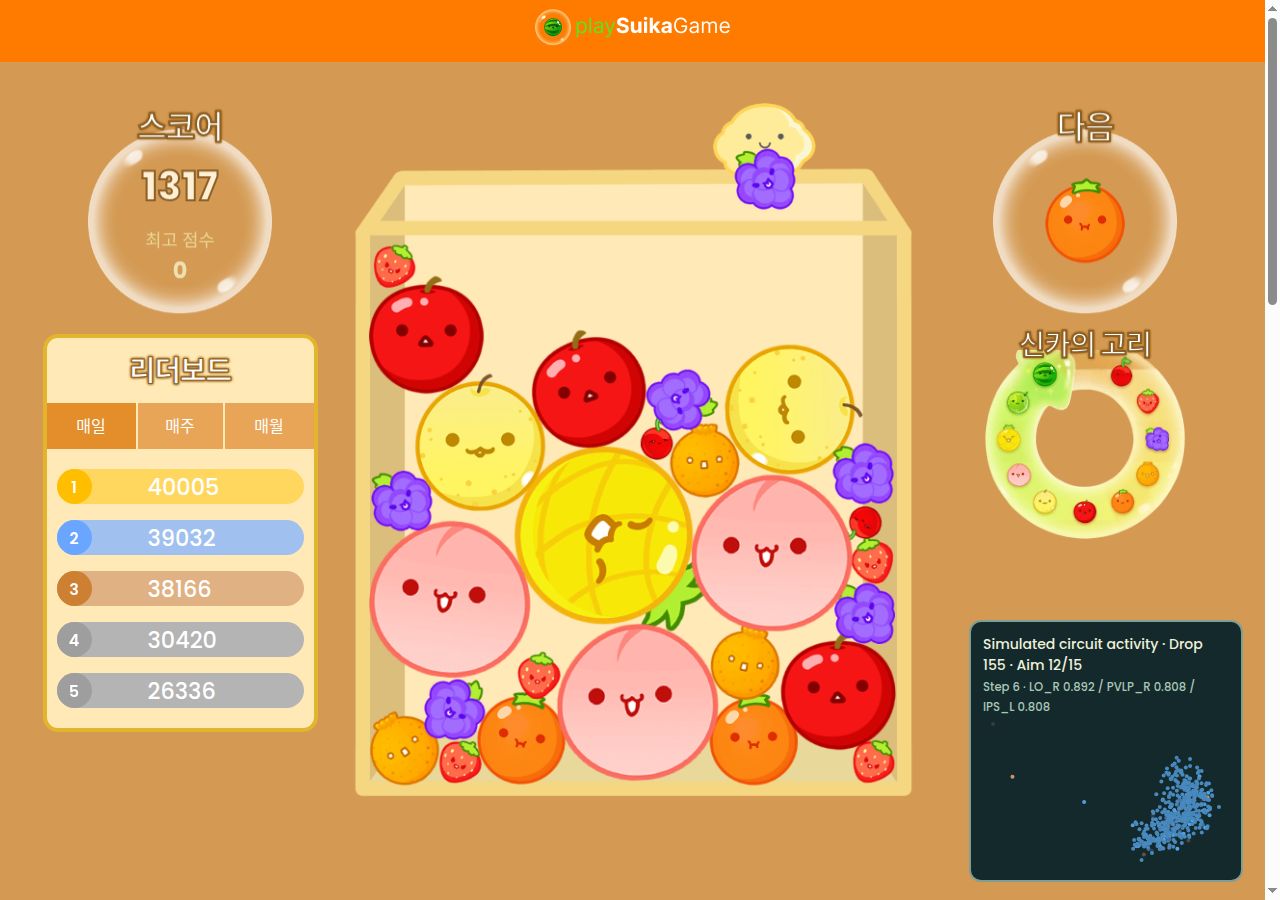 playSuikaGame
스코어
1317
최고 점수
0
다음
신카의 고리
리더보드
매일 매주 매월
1 40005
2 39032
3 38166
4 30420
5 26336
Simulated circuit activity · Drop
155 · Aim 12/15
Step 6 · LO_R 0.892 / PVLP_R 0.808 /
IPS_L 0.808